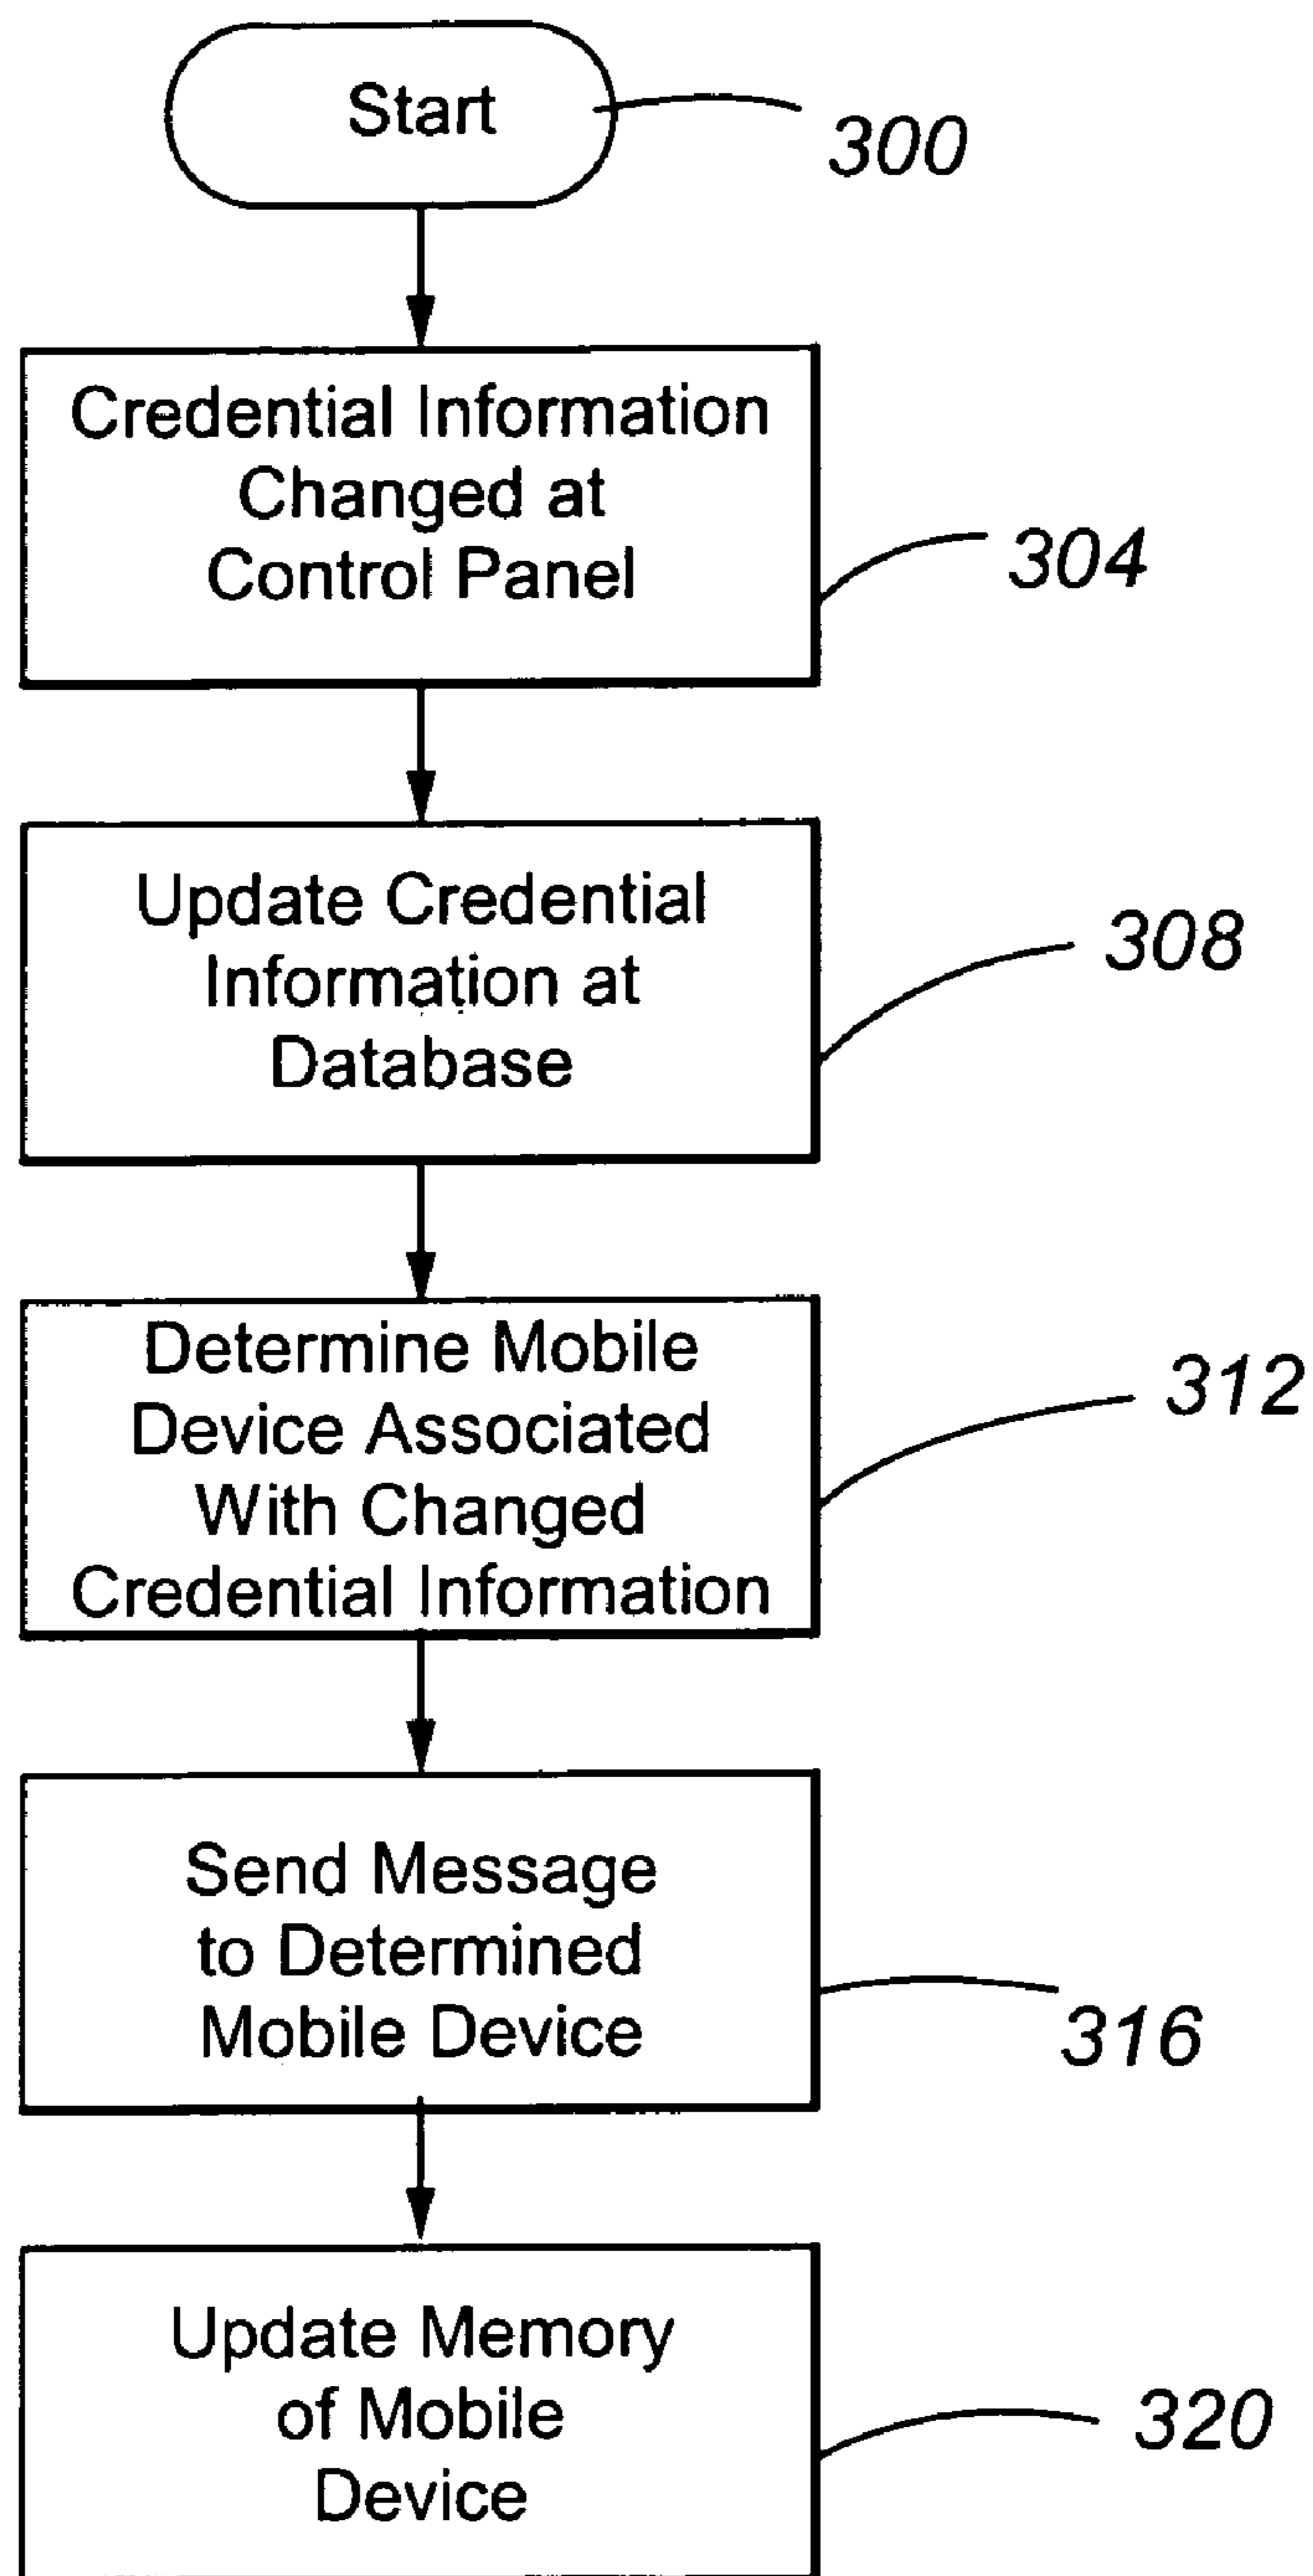 Start
300
Credential Information
Changed at
Control Panel
304
Update Credential
Information at
Database
308
Determine Mobile
Device Associated
With Changed
Credential Information
312
Send Message
to Determined
Mobile Device
316
Update Memory
of Mobile
Device
320